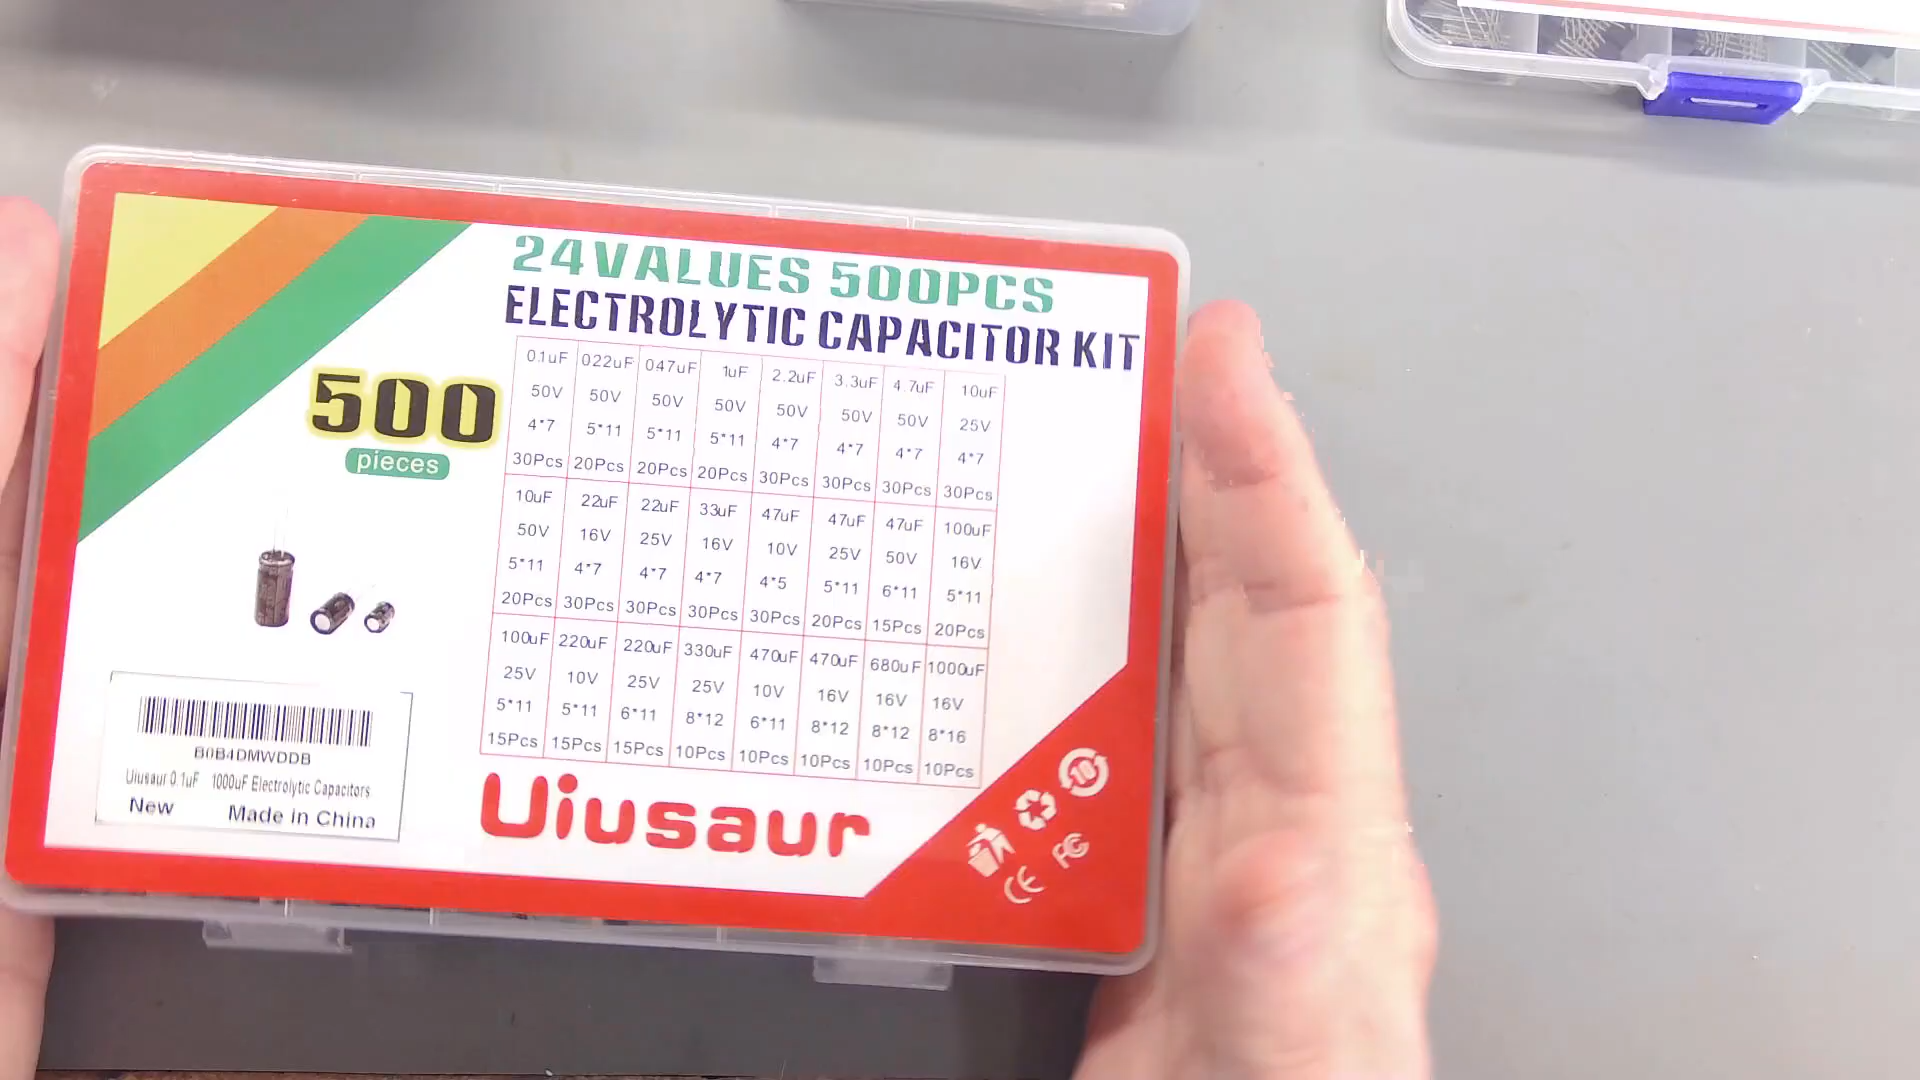 24VALUES 500PCS
ELECTROLYTIC CAPACITOR KIT
500
pieces
0.1uF 022uF 047uF 1uF 2.2uF 3.3uF 4.7uF 10uF
50V 50V 50V 50V 50V 50V 50V 25V
4*7 5*11 5*11 5*11 4*7 4*7 4*7 4*7
30Pcs 20Pcs 20Pcs 20Pcs 30Pcs 30Pcs 30Pcs 30Pcs
10uF 22uF 22uF 33uF 47uF 47uF 47uF 100uF
50V 16V 25V 16V 10V 25V 50V 16V
5*11 4*7 4*7 4*7 4*5 5*11 6*11 5*11
20Pcs 30Pcs 30Pcs 30Pcs 30Pcs 20Pcs 15Pcs 20Pcs
100uF 220uF 220uF 330uF 470uF 470uF 680uF 1000uF
25V 10V 25V 25V 10V 16V 16V 16V
5*11 5*11 6*11 8*12 6*11 8*12 8*12 8*16
15Pcs 15Pcs 15Pcs 10Pcs 10Pcs 10Pcs 10Pcs 10Pcs
B0B4DMWDDB
Uiusaur 0.1uF 1000uF Electrolytic Capacitors
New Made in China
Uiusaur
10
CE FC